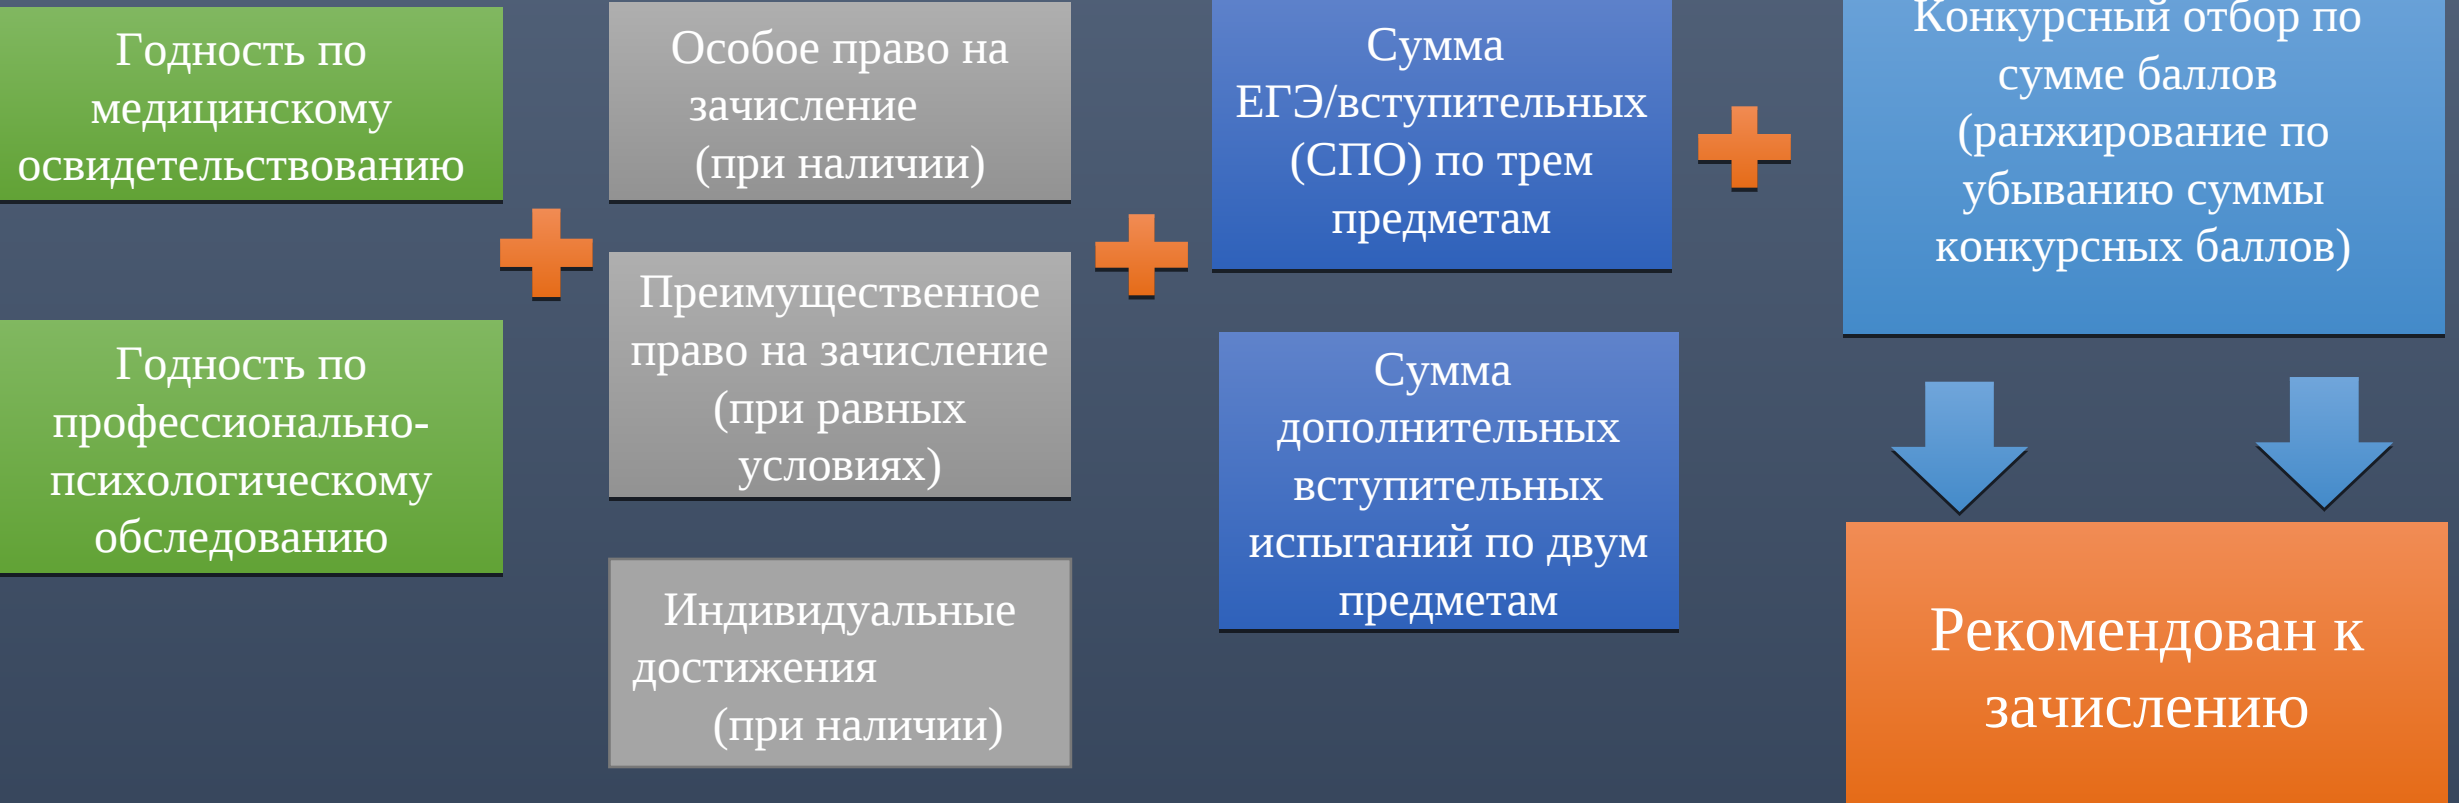 Годность по
медицинскому
освидетельствованию
Годность по
профессионально-
психологическому
обследованию
Особое право на
зачисление
(при наличии)
Преимущественное
право на зачисление
(при равных
условиях)
Индивидуальные
достижения
(при наличии)
Сумма
ЕГЭ/вступительных
(СПО) по трем
предметам
Сумма
дополнительных
вступительных
испытаний по двум
предметам
Конкурсный отбор по
сумме баллов
(ранжирование по
убыванию суммы
конкурсных баллов)
Рекомендован к
зачислению